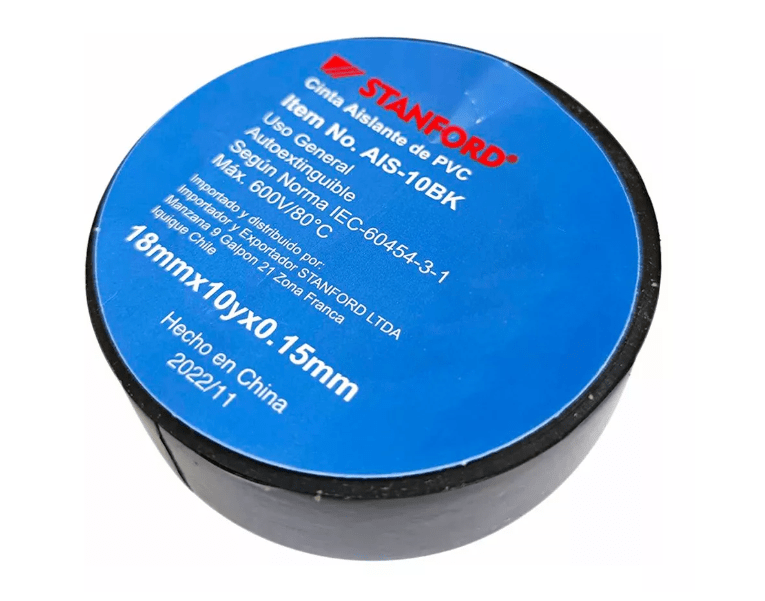 STANFORD®
Cinta Aislante de PVC
Item No. AIS-10BK
Uso General
Autoextinguible
Según Norma IEC-60454-3-1
Máx. 600V/80°C
Importado y distribuido por:
Importador y Exportador STANFORD LTDA
Manzana 9 Galpon 21 Zona Franca
Iquique Chile
18mmx10yx0.15mm
Hecho en China
2022/11